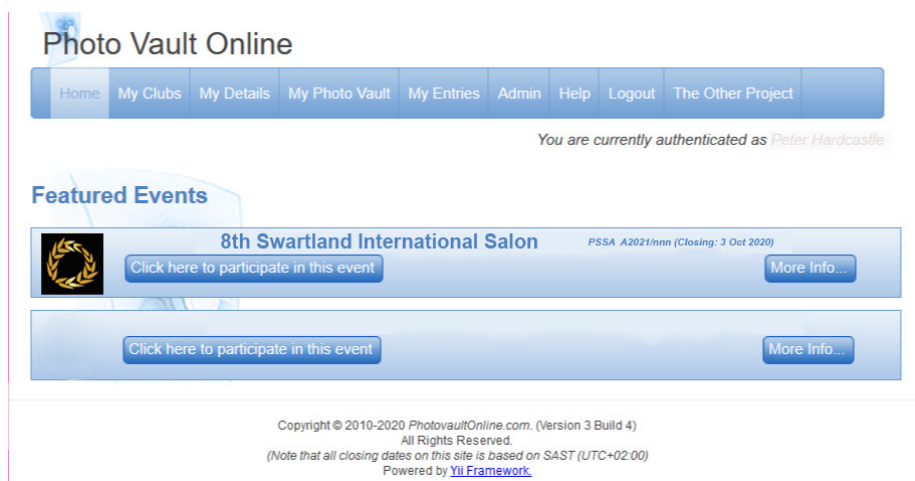 Photo Vault Online
Home My Clubs My Details My Photo Vault My Entries Admin Help Logout The Other Project
You are currently authenticated as Peter Hardcastle
Featured Events
8th Swartland International Salon PSSA A2021/nnn (Closing: 3 Oct 2020)
Click here to participate in this event More Info...
Click here to participate in this event More Info...
Copyright © 2010-2020 PhotovaultOnline.com. (Version 3 Build 4)
All Rights Reserved.
(Note that all closing dates on this site is based on SAST (UTC+02:00)
Powered by Yii Framework.